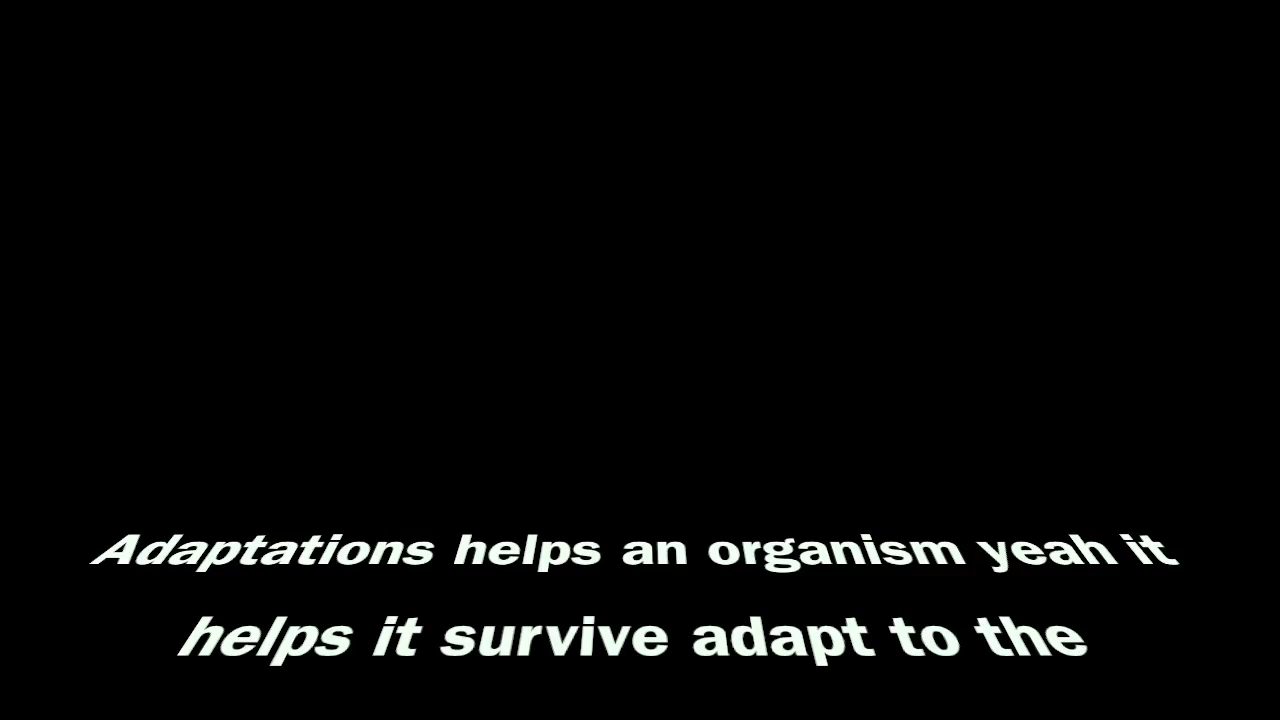 Adaptations helps an organism yeah it
helps it survive adapt to the